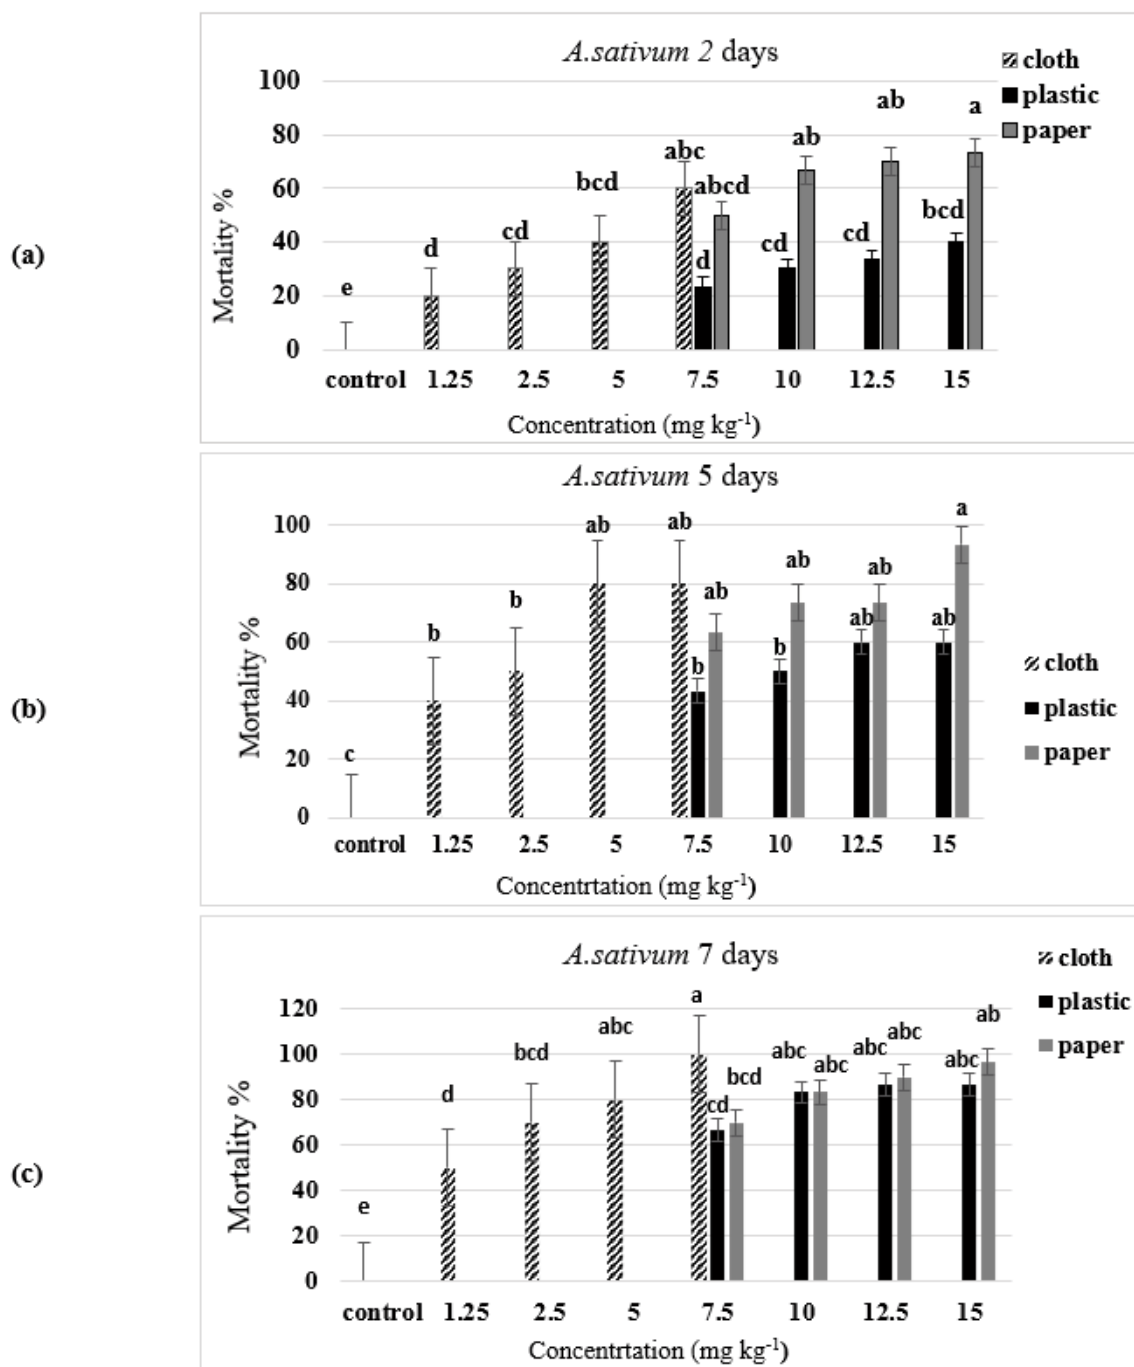 (a)
A.sativum 2 days
cloth
plastic
paper
Mortality %
100
80
60
40
20
0
e
d
cd
bcd
abc
d
abcd
cd
ab
cd
ab
bcd
a
control 1.25 2.5 5 7.5 10 12.5 15
Concentration (mg kg-1)
(b)
A.sativum 5 days
cloth
plastic
paper
Mortality %
100
80
60
40
20
0
c
b
b
ab
ab
b
ab
b
ab
ab
ab
ab
a
control 1.25 2.5 5 7.5 10 12.5 15
Concentrtation (mg kg-1)
(c)
A.sativum 7 days
cloth
plastic
paper
Mortality %
120
100
80
60
40
20
0
e
d
bcd
abc
a
cd
bcd
abc
abc
abc
abc
abc
ab
control 1.25 2.5 5 7.5 10 12.5 15
Concentrtation (mg kg-1)